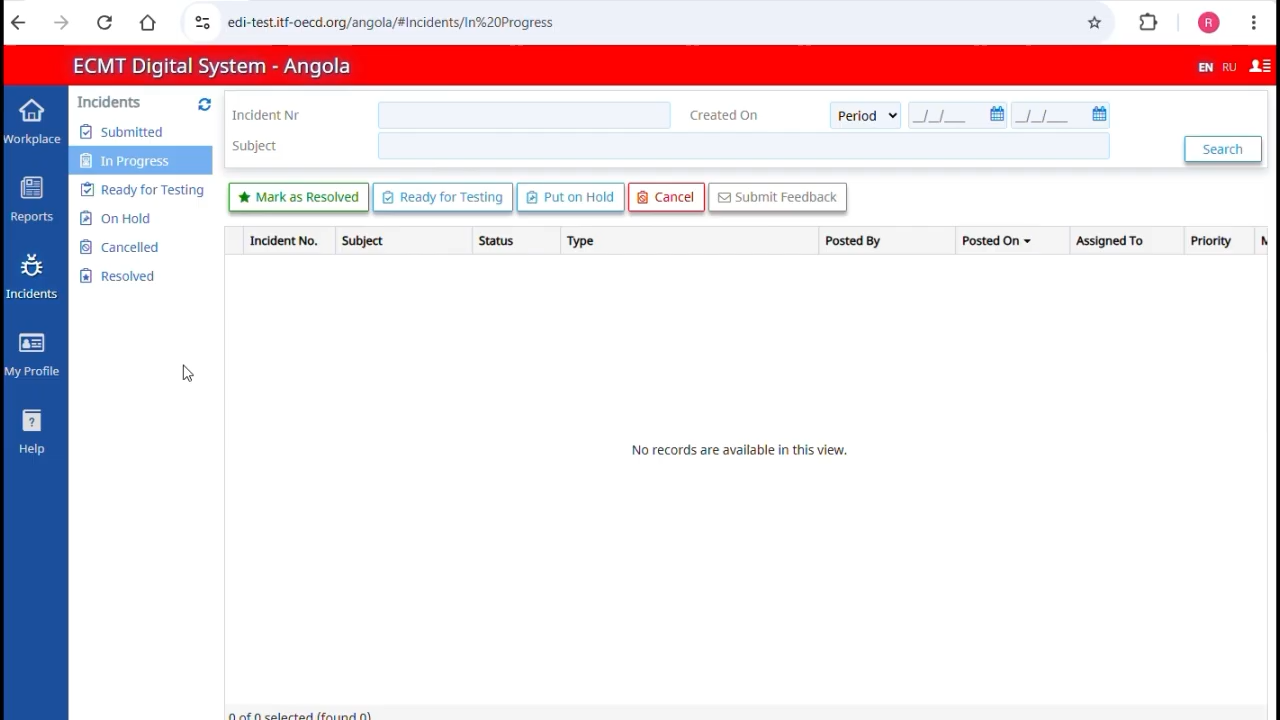 edi-test.itf-oecd.org/angola/#Incidents/In%20Progress
R
ECMT Digital System - Angola
EN RU
Workplace
Reports
Incidents
My Profile
Help
Incidents
Submitted
In Progress
Ready for Testing
On Hold
Cancelled
Resolved
Incident Nr
Created On
Period
__/__/____
__/__/____
Subject
Search
Mark as Resolved
Ready for Testing
Put on Hold
Cancel
Submit Feedback
Incident No. Subject Status Type Posted By Posted On Assigned To Priority
No records are available in this view.
0 of 0 selected (found 0)